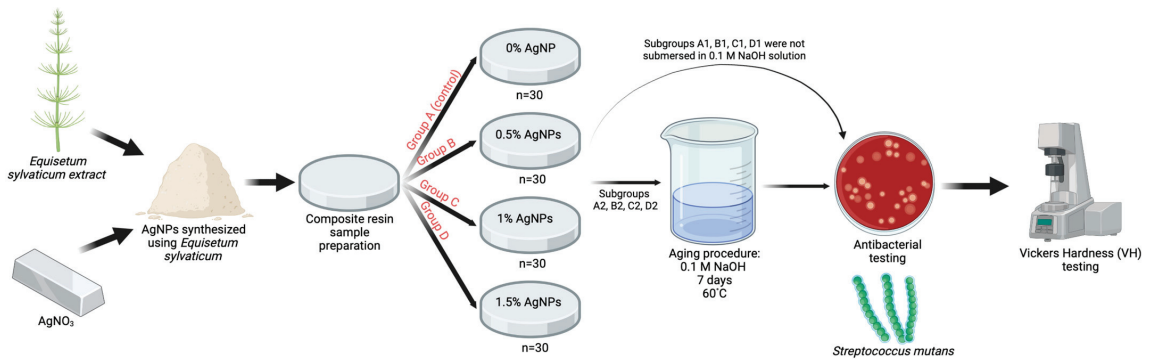 Equisetum
sylvaticum extract
AgNO₃
AgNPs synthesized
using Equisetum
sylvaticum
Composite resin
sample
preparation
Group A (control)
Group B
Group C
Group D
0% AgNP
n=30
0.5% AgNPs
n=30
1% AgNPs
n=30
1.5% AgNPs
n=30
Subgroups A1, B1, C1, D1 were not
submersed in 0.1 M NaOH solution
Subgroups
A2, B2, C2, D2
Aging procedure:
0.1 M NaOH
7 days
60°C
Antibacterial
testing
Streptococcus mutans
Vickers Hardness (VH)
testing